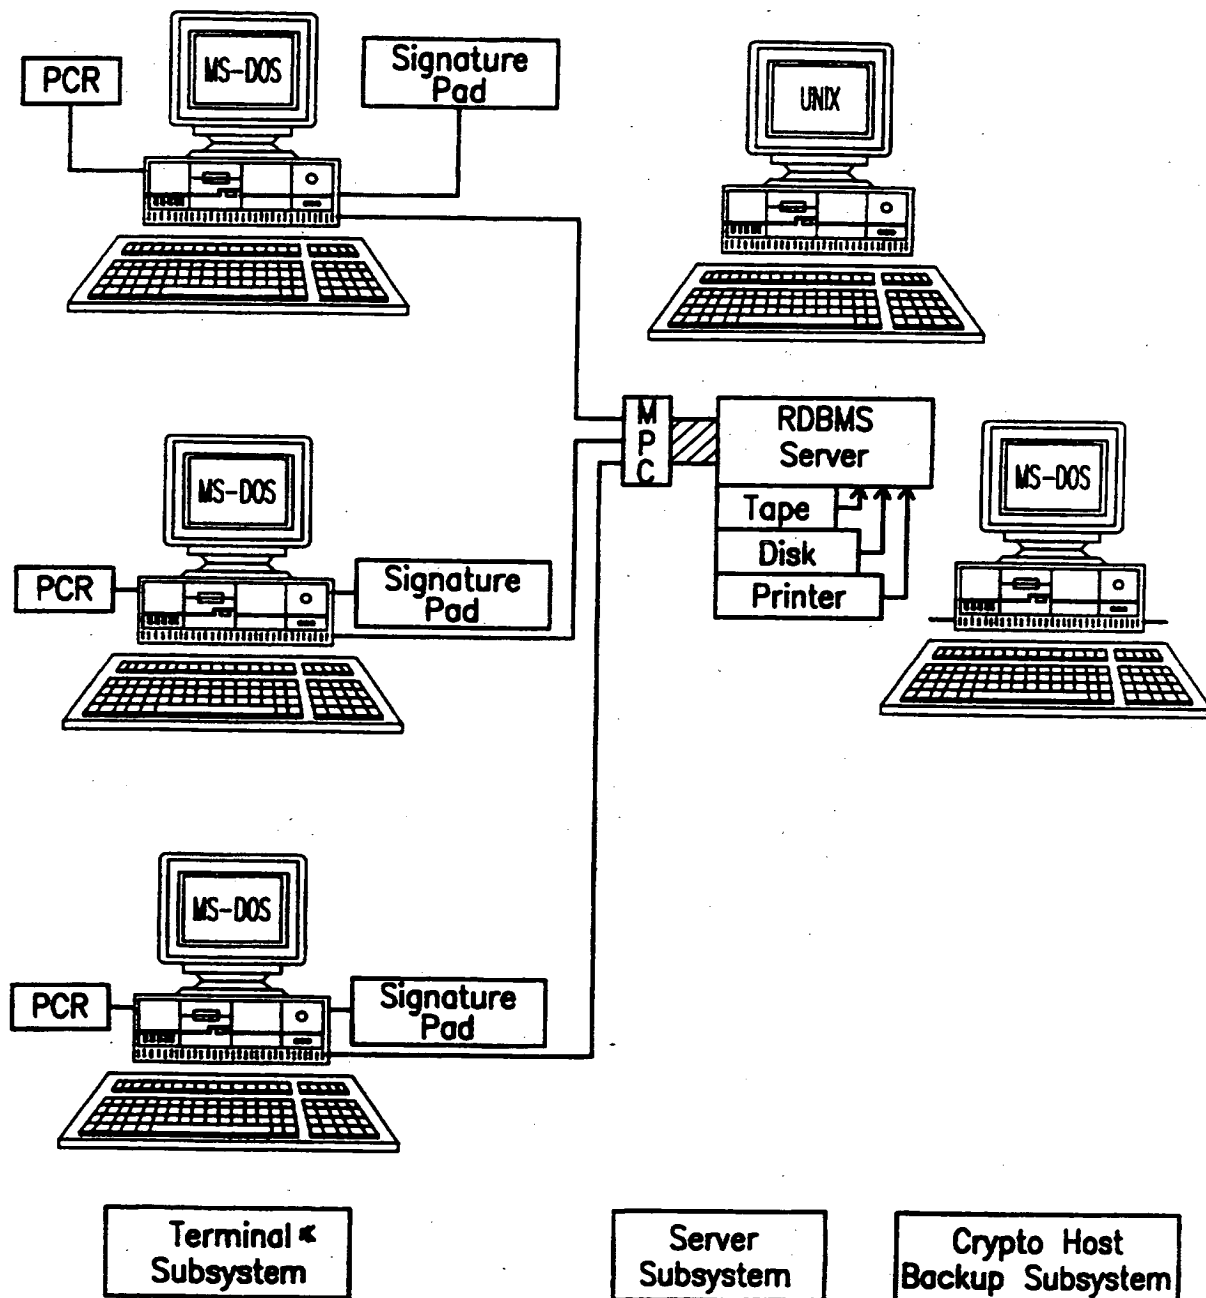 PCR
MS-DOS
Signature
Pad
UNIX
M
P
C
RDBMS
Server
Tape
Disk
Printer
MS-DOS
PCR
MS-DOS
Signature
Pad
PCR
MS-DOS
Signature
Pad
Terminal *
Subsystem
Server
Subsystem
Crypto Host
Backup Subsystem